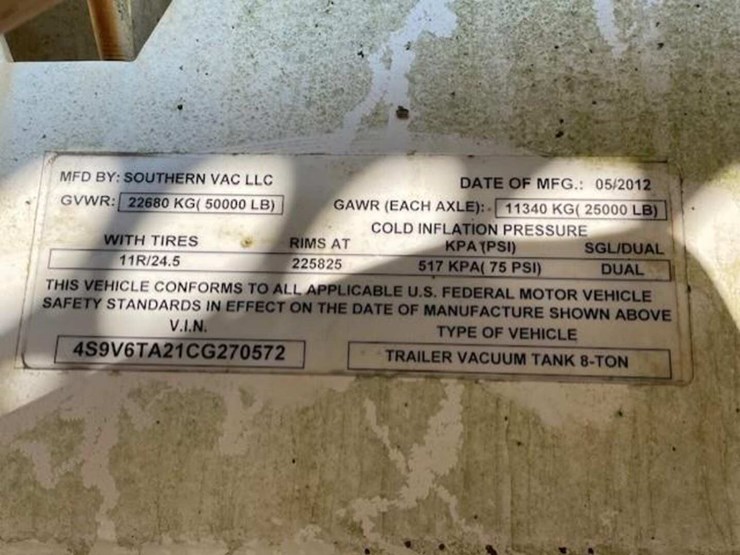 MFD BY: SOUTHERN VAC LLC DATE OF MFG.: 05/2012
GVWR: 22680 KG( 50000 LB) GAWR (EACH AXLE): 11340 KG( 25000 LB)
COLD INFLATION PRESSURE
WITH TIRES RIMS AT KPA (PSI) SGL/DUAL
11R/24.5 225825 517 KPA( 75 PSI) DUAL
THIS VEHICLE CONFORMS TO ALL APPLICABLE U.S. FEDERAL MOTOR VEHICLE
SAFETY STANDARDS IN EFFECT ON THE DATE OF MANUFACTURE SHOWN ABOVE
V.I.N. TYPE OF VEHICLE
4S9V6TA21CG270572 TRAILER VACUUM TANK 8-TON